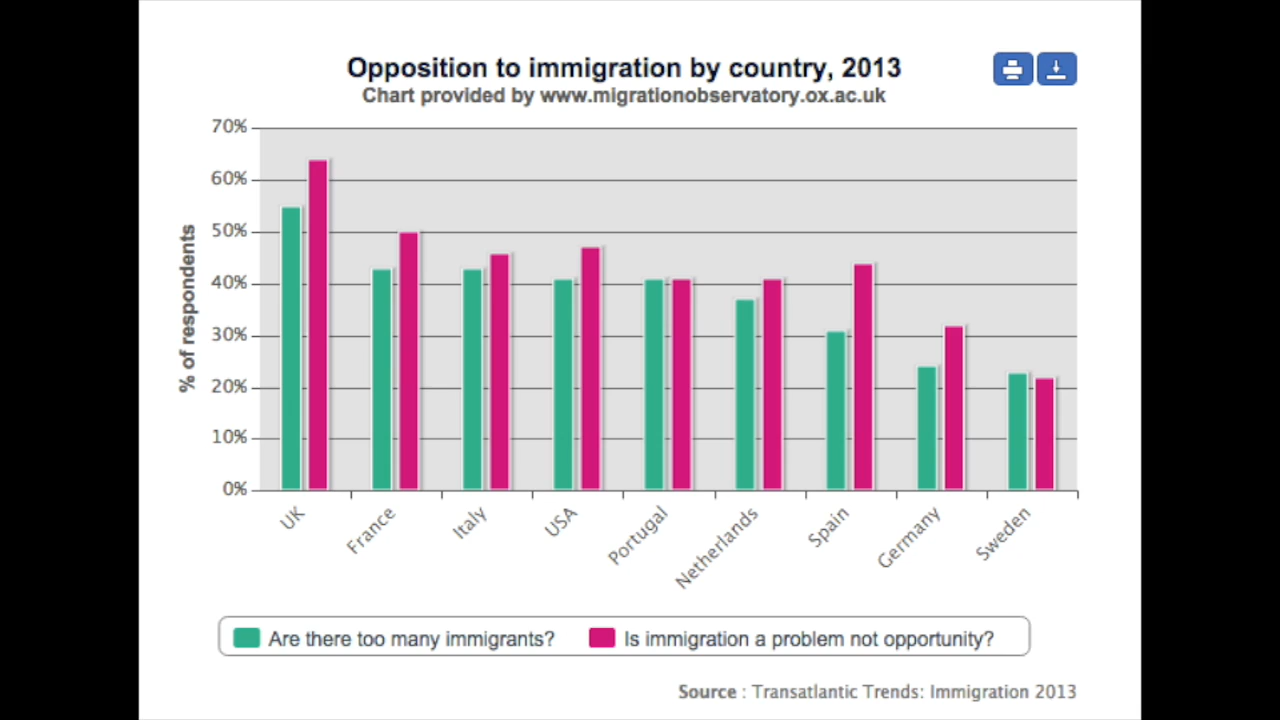 Opposition to immigration by country, 2013
Chart provided by www.migrationobservatory.ox.ac.uk
% of respondents
70%
60%
50%
40%
30%
20%
10%
0%
UK
France
Italy
USA
Portugal
Netherlands
Spain
Germany
Sweden
Are there too many immigrants?
Is immigration a problem not opportunity?
Source : Transatlantic Trends: Immigration 2013